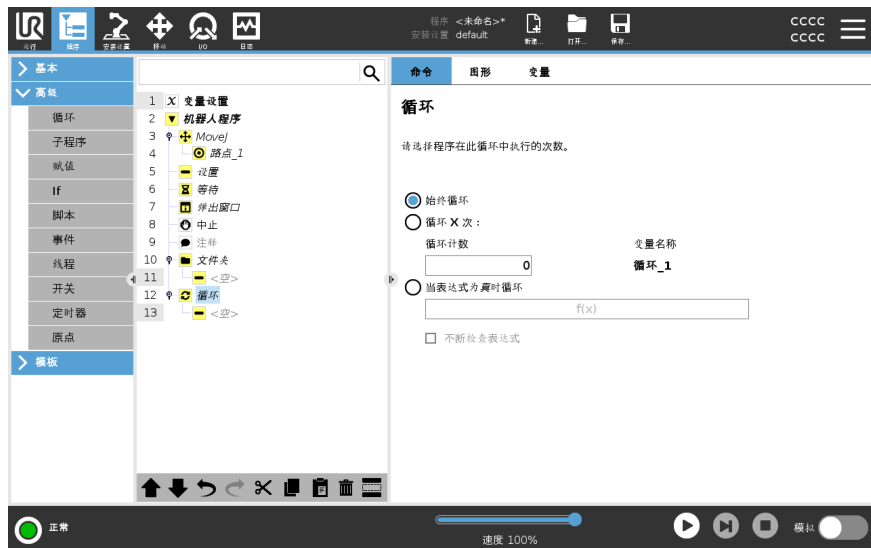 UR
运行
程序
安装设置
移动
I/O
日志
程序 <未命名>*
安装设置 default
新建...
打开...
保存...
CCCC
CCCC
基本
高级
循环
子程序
赋值
If
脚本
事件
线程
开关
定时器
原点
模板
1 X 变量设置
2 机器人程序
3 MoveJ
4 路点_1
5 设置
6 等待
7 弹出窗口
8 中止
9 注释
10 文件夹
11 <空>
12 循环
13 <空>
命令 图形 变量
循环
请选择程序在此循环中执行的次数。
始终循环
循环 X 次：
循环计数 变量名称
0 循环_1
当表达式为真时循环
f(x)
不断检查表达式
正常
速度 100%
模拟